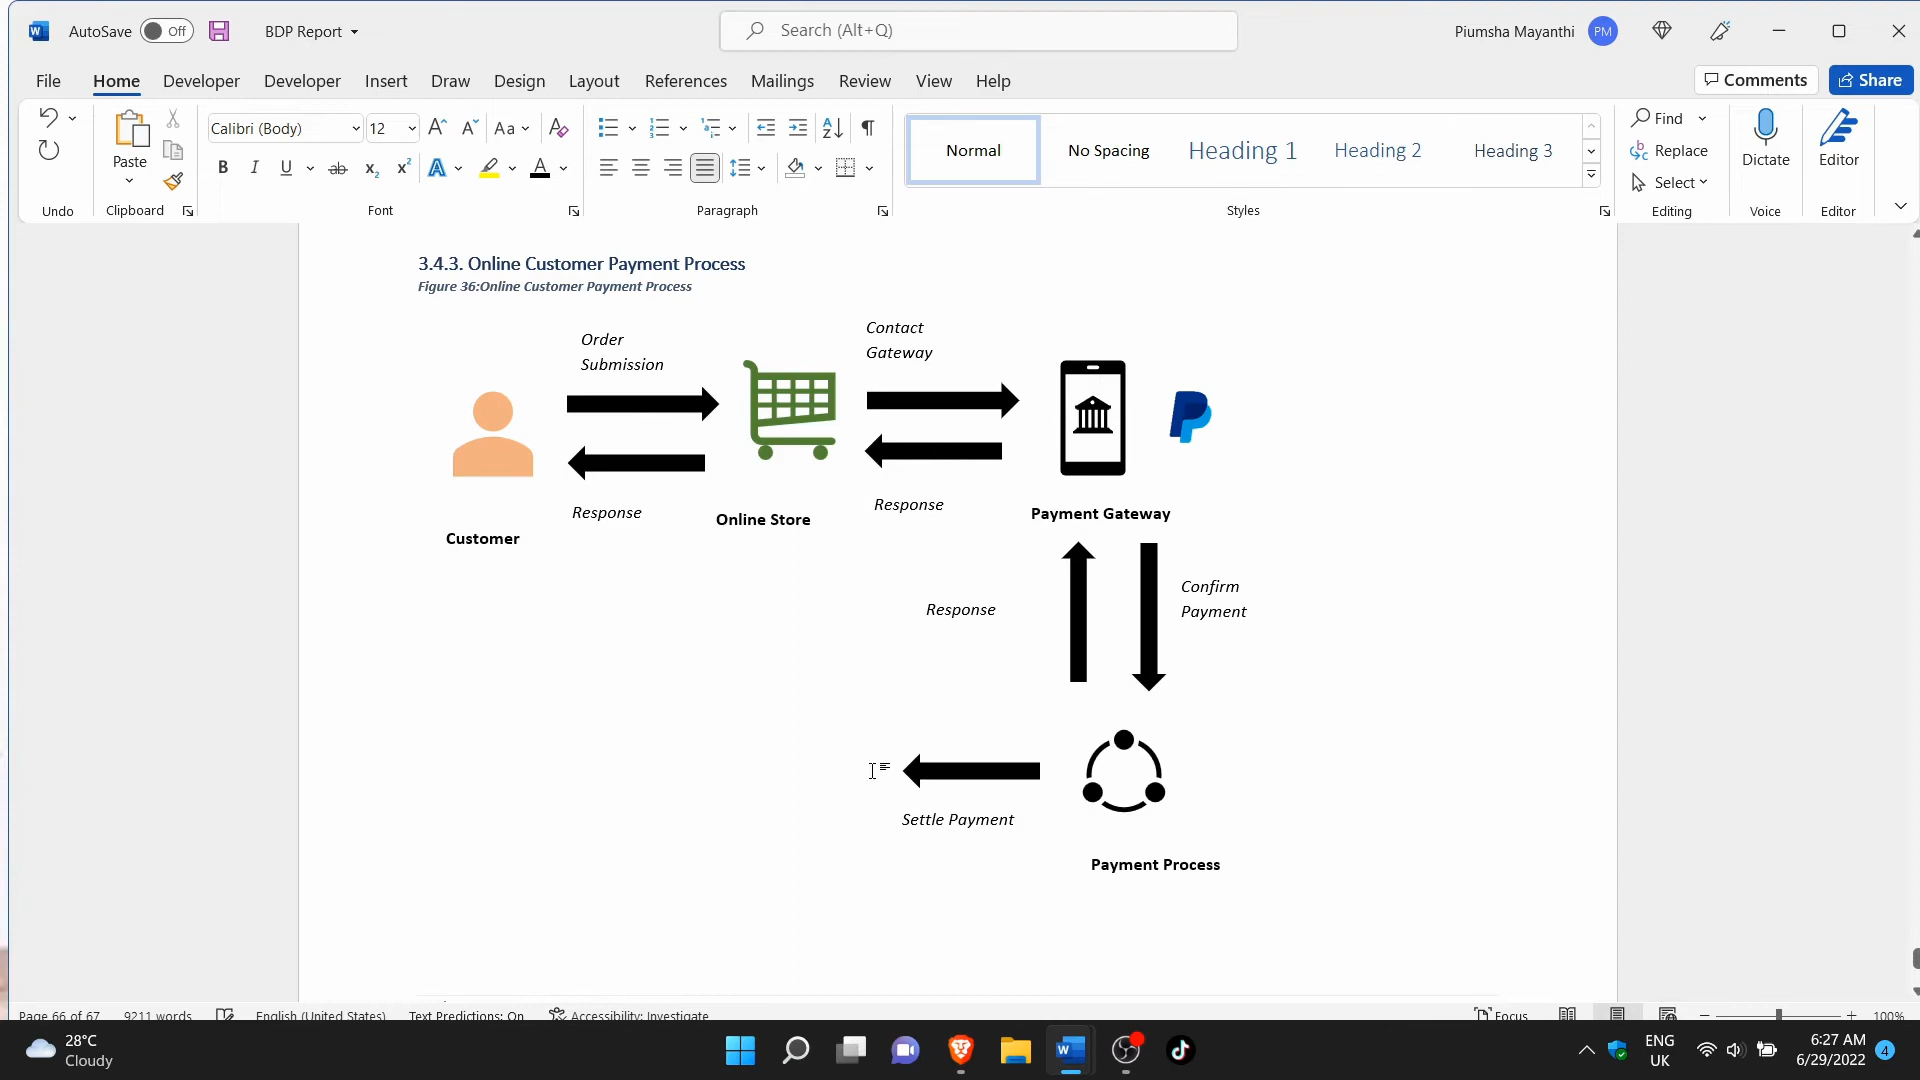 AutoSave Off BDP Report Search (Alt+Q) Piumsha Mayanthi PM
File Home Developer Developer Insert Draw Design Layout References Mailings Review View Help Comments Share
Calibri (Body) 12 Aa Find
Paste Normal No Spacing Heading 1 Heading 2 Heading 3 Replace Dictate Editor
B I U ab x₂ x² A A Select
Undo Clipboard Font Paragraph Styles Editing Voice Editor
3.4.3. Online Customer Payment Process
Figure 36:Online Customer Payment Process
Order
Submission
Contact
Gateway
Response
Response
Customer
Online Store
Payment Gateway
Response
Confirm
Payment
Settle Payment
Payment Process
Page 66 of 67 9211 words English (United States) Text Predictions: On Accessibility: Investigate Focus 100%
28°C
Cloudy
ENG
UK
6:27 AM
6/29/2022
4